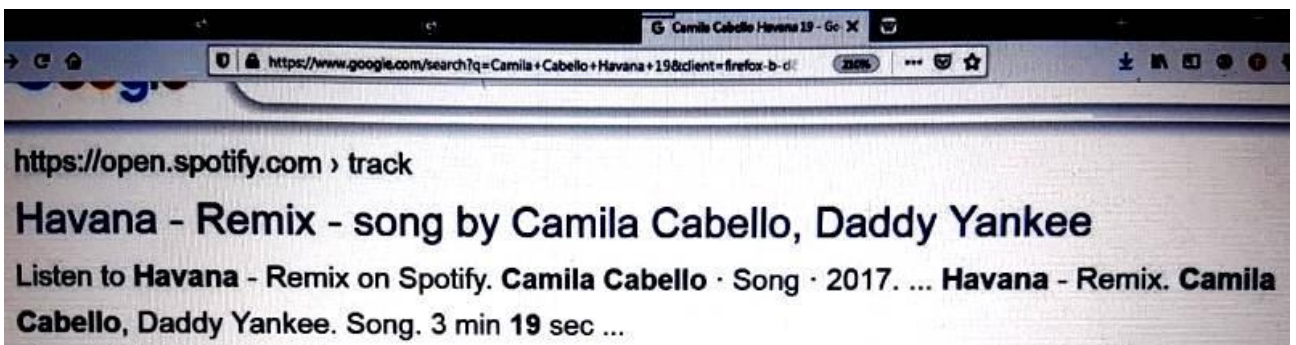 G Camila Cabello Havana 19 - Go X
https://www.google.com/search?q=Camila+Cabello+Havana+19&client=firefox-b-d
210%
Google
https://open.spotify.com › track
Havana - Remix - song by Camila Cabello, Daddy Yankee
Listen to Havana - Remix on Spotify. Camila Cabello · Song · 2017. ... Havana - Remix. Camila
Cabello, Daddy Yankee. Song. 3 min 19 sec ...